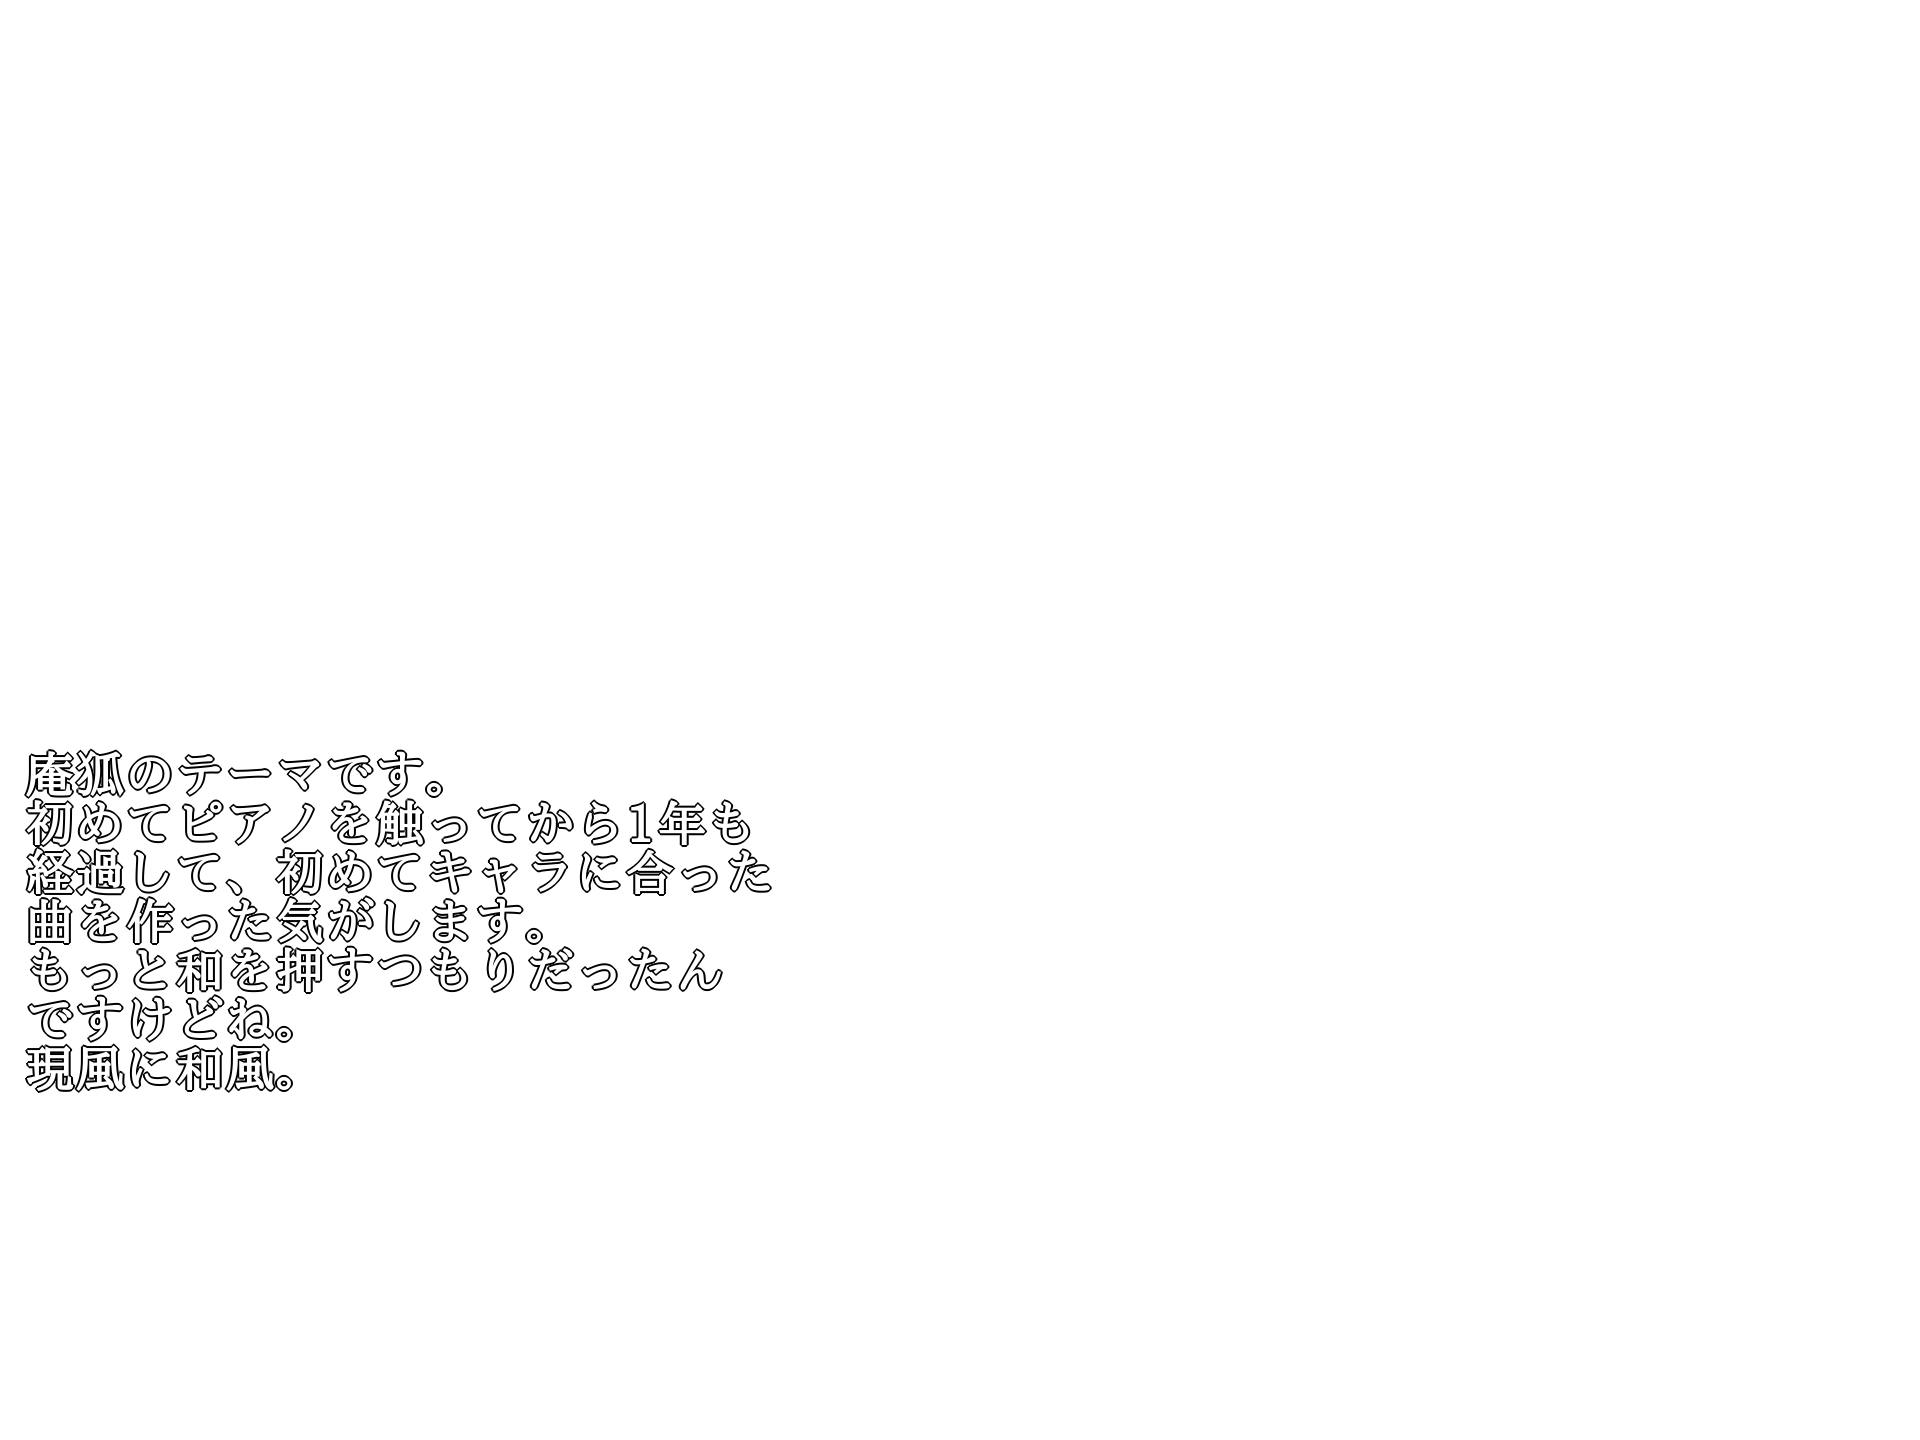 庵狐のテーマです。
初めてピアノを触ってから1年も
経過して、初めてキャラに合った
曲を作った気がします。
もっと和を押すつもりだったん
ですけどね。
現風に和風。